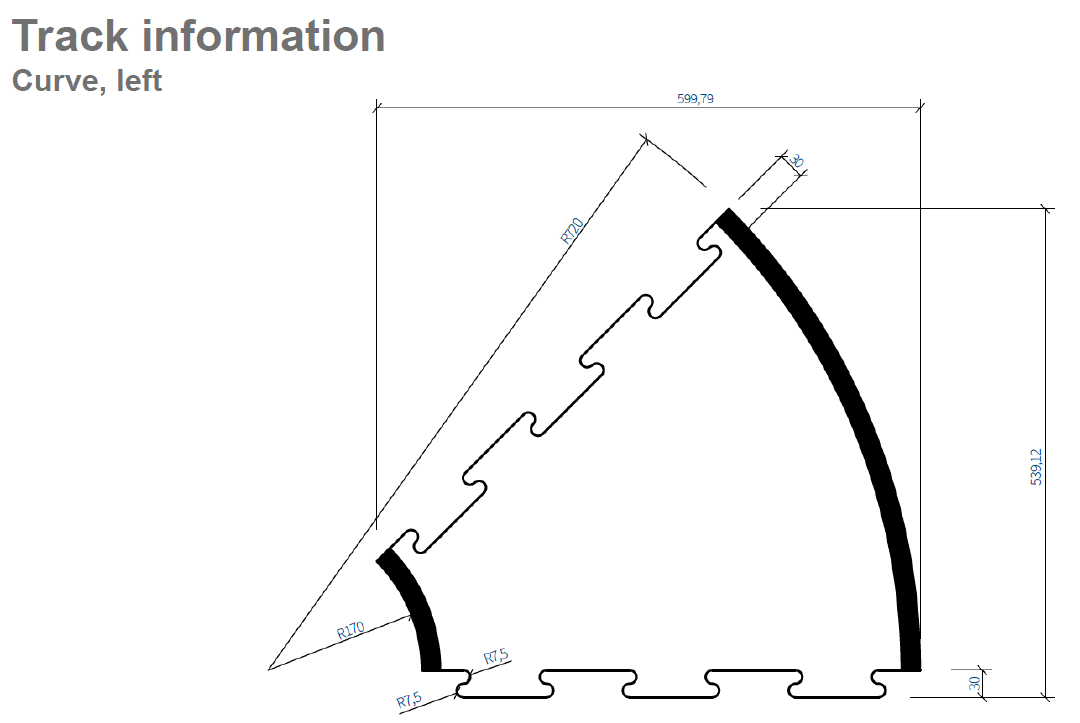 Track information
Curve, left
599,79
30
R720
539,12
R170
R7,5
R7,5
30